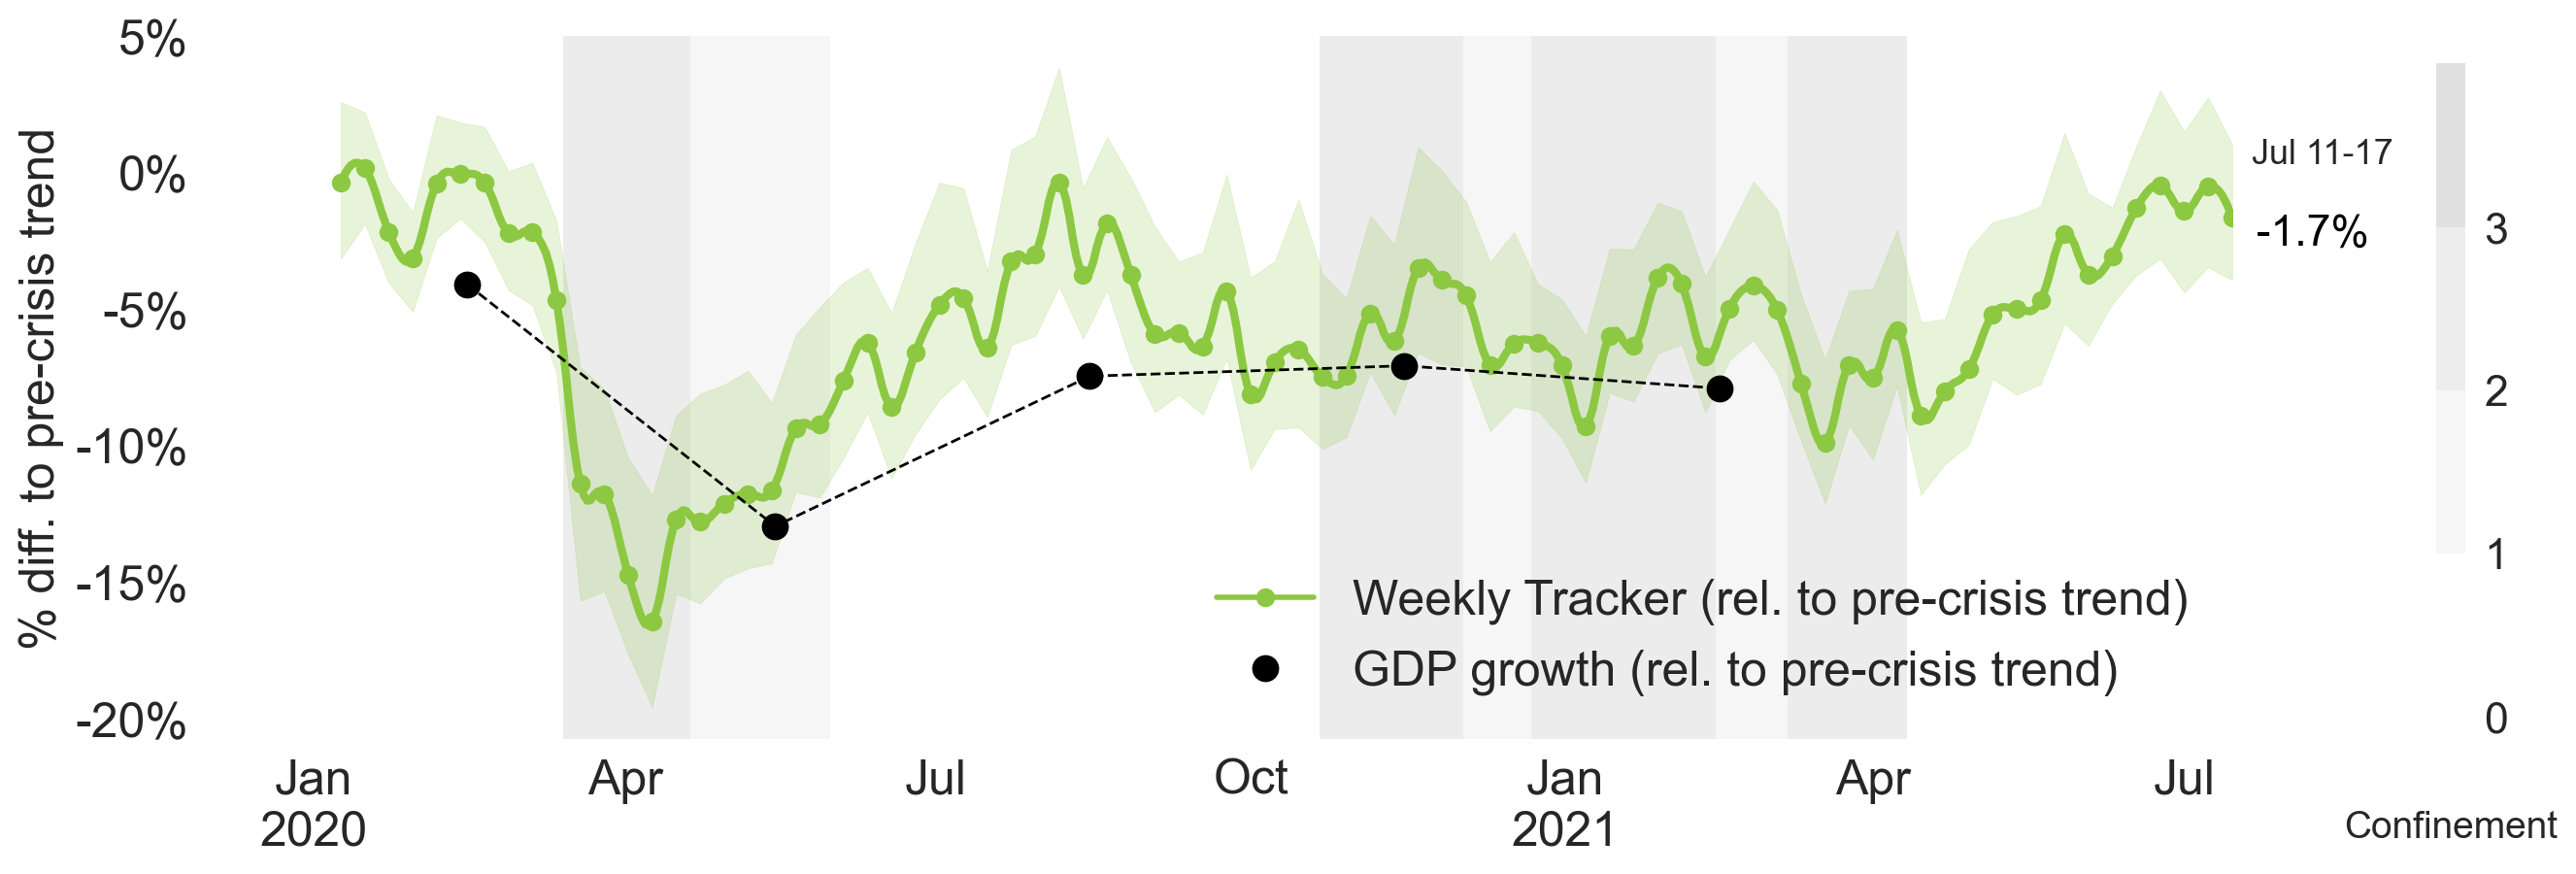 % diff. to pre-crisis trend
5%
0%
-5%
-10%
-15%
-20%
Jan
2020
Apr
Jul
Oct
Jan
2021
Apr
Jul
Weekly Tracker (rel. to pre-crisis trend)
GDP growth (rel. to pre-crisis trend)
Jul 11-17
-1.7%
3
2
1
0
Confinement